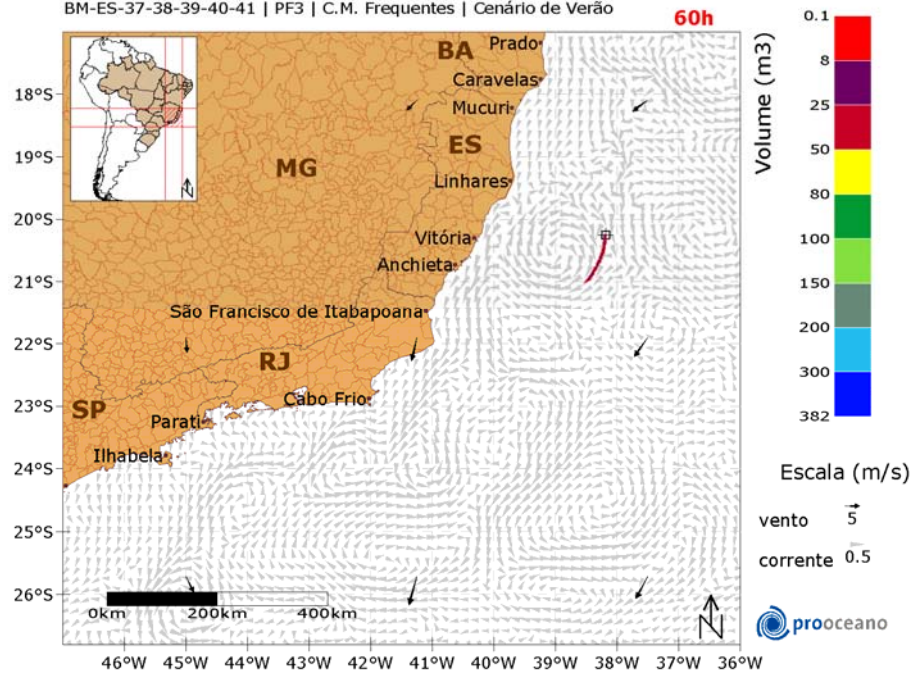 BM-ES-37-38-39-40-41 | PF3 | C.M. Frequentes | Cenário de Verão
60h
BA
Prado
Caravelas
Mucuri
ES
MG
Linhares
Vitória
Anchieta
São Francisco de Itabapoana
RJ
Cabo Frio
SP
Parati
Ilhabela
18°S
19°S
20°S
21°S
22°S
23°S
24°S
25°S
26°S
0km
200km
400km
N
N
46°W
45°W
44°W
43°W
42°W
41°W
40°W
39°W
38°W
37°W
36°W
Volume (m3)
0.1
8
25
50
80
100
150
200
300
382
Escala (m/s)
vento 5
corrente 0.5
prooceano